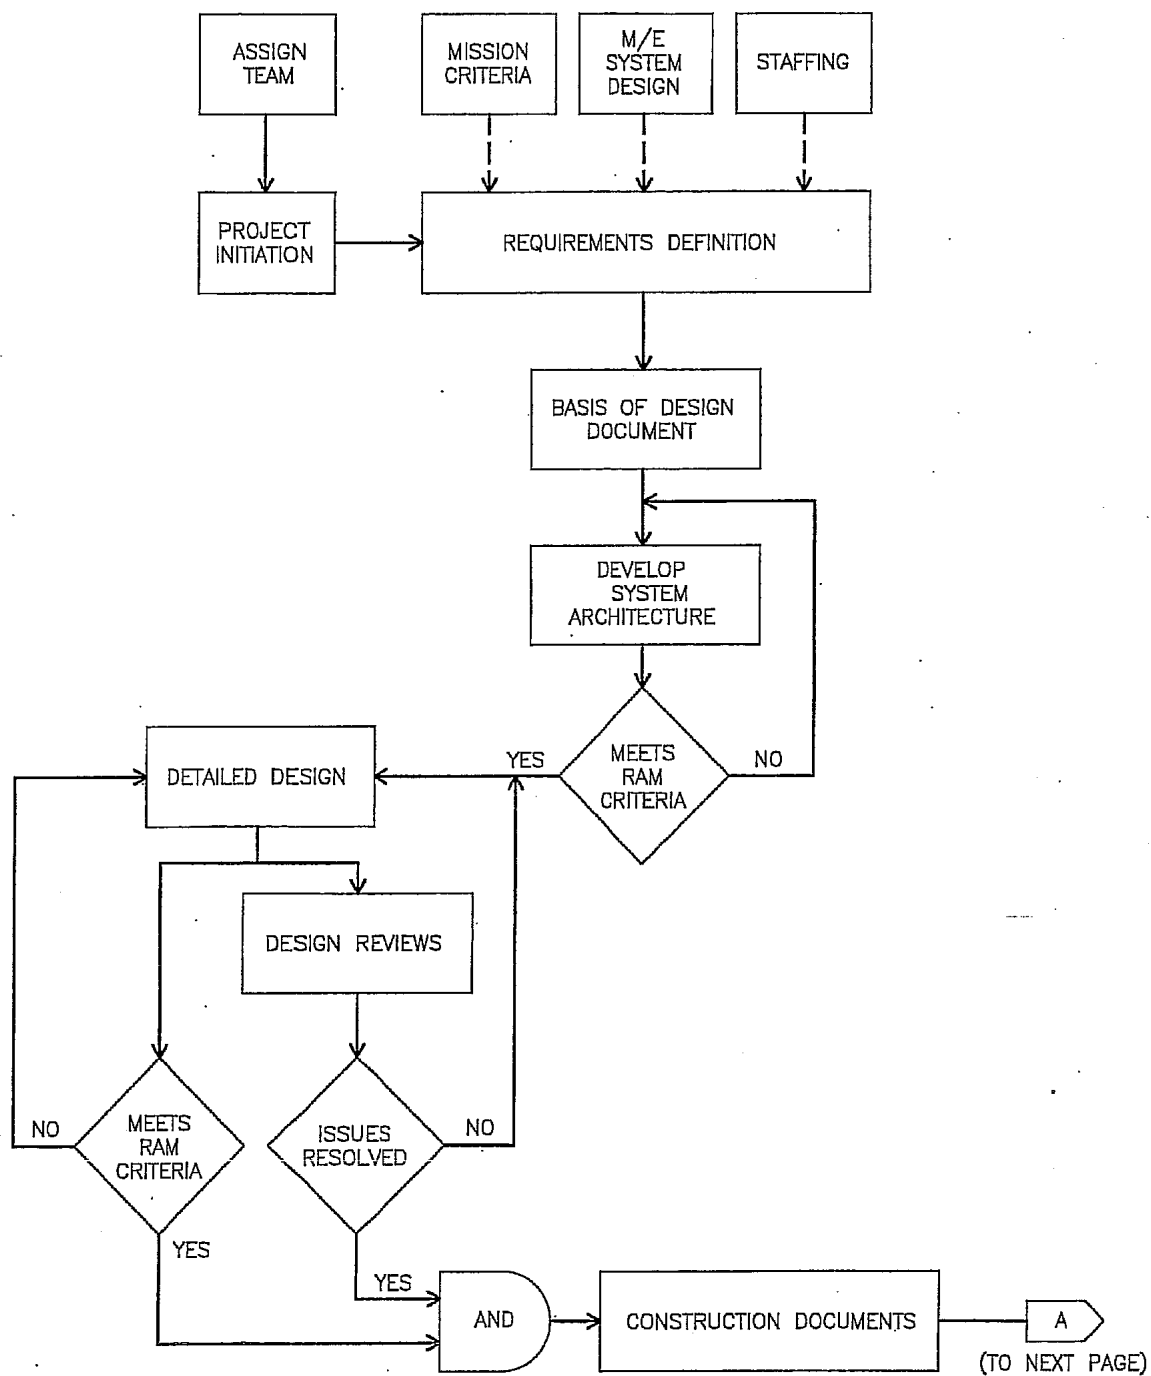 ASSIGN
TEAM
MISSION
CRITERIA
M/E
SYSTEM
DESIGN
STAFFING
PROJECT
INITIATION
REQUIREMENTS DEFINITION
BASIS OF DESIGN
DOCUMENT
DEVELOP
SYSTEM
ARCHITECTURE
MEETS
RAM
CRITERIA
YES
NO
DETAILED DESIGN
DESIGN REVIEWS
MEETS
RAM
CRITERIA
NO
YES
ISSUES
RESOLVED
NO
YES
AND
CONSTRUCTION DOCUMENTS
A
(TO NEXT PAGE)